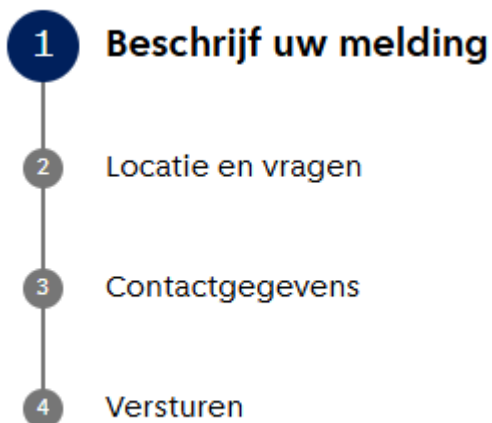 1 Beschrijf uw melding
2 Locatie en vragen
3 Contactgegevens
4 Versturen